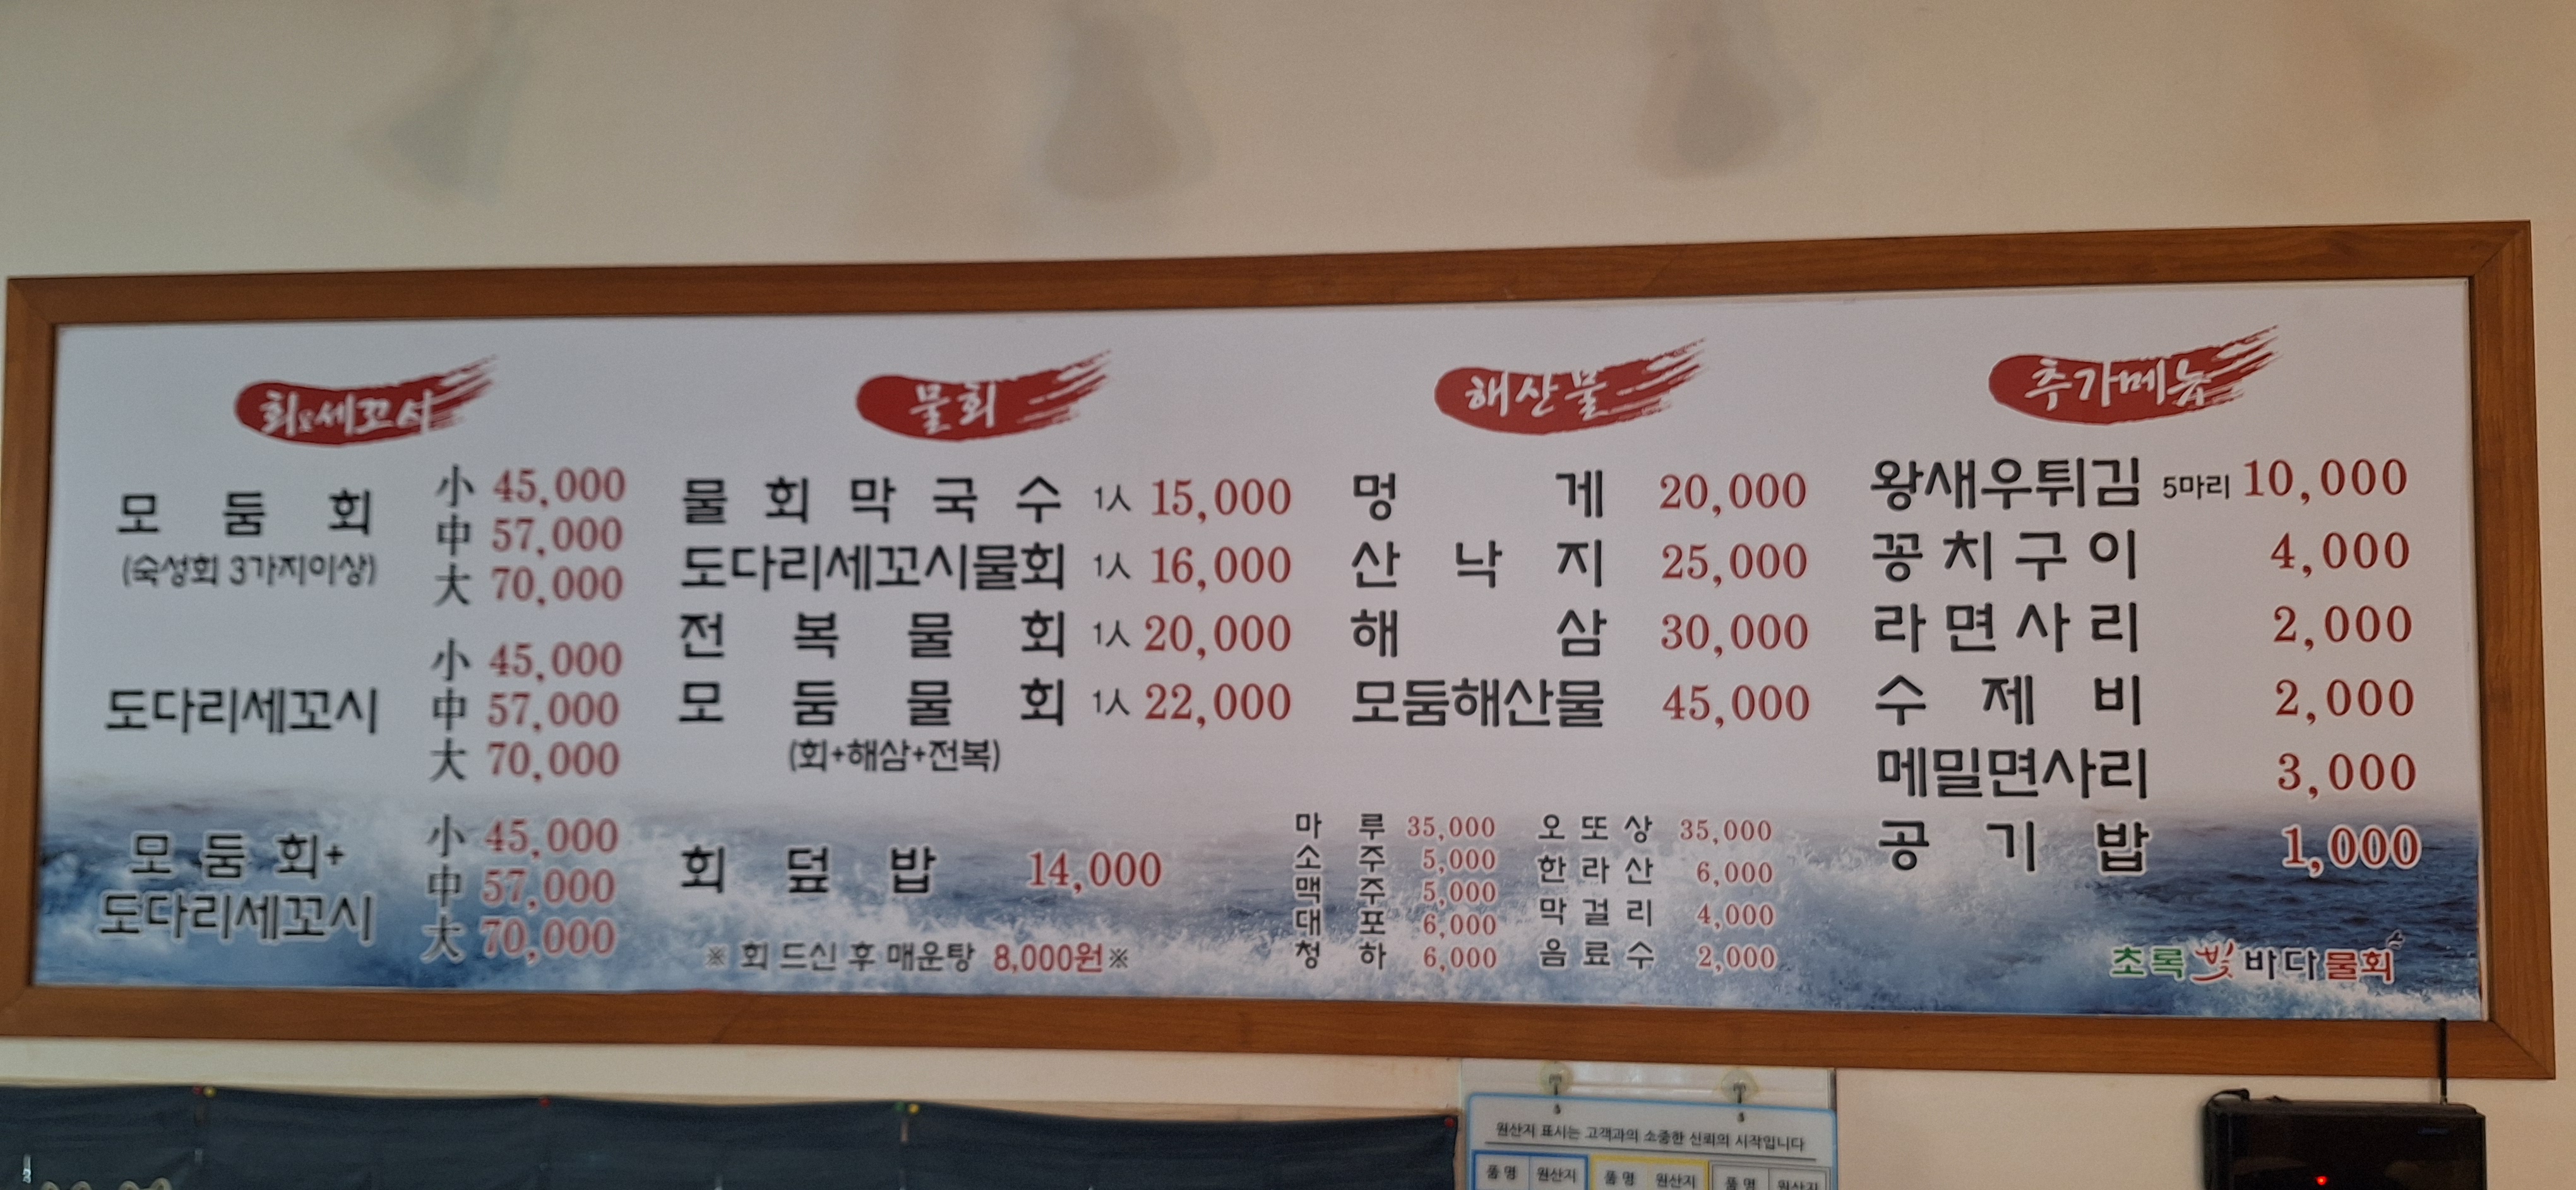 회&세꼬시
모둠회
(숙성회 3가지이상)
小 45,000
中 57,000
大 70,000
도다리세꼬시
小 45,000
中 57,000
大 70,000
모둠회+
도다리세꼬시
小 45,000
中 57,000
大 70,000
물회
물회막국수 1人 15,000
도다리세꼬시물회 1人 16,000
전복물회 1人 20,000
모둠물회 1人 22,000
(회+해삼+전복)
회덮밥 14,000
※ 회 드신 후 매운탕 8,000원※
해산물
멍게 20,000
산낙지 25,000
해삼 30,000
모둠해산물 45,000
마루 35,000
소주 5,000
맥주 5,000
대포 6,000
청하 6,000
오또상 35,000
한라산 6,000
막걸리 4,000
음료수 2,000
추가메뉴
왕새우튀김 5마리 10,000
꽁치구이 4,000
라면사리 2,000
수제비 2,000
메밀면사리 3,000
공기밥 1,000
초록빛바다물회
원산지 표시는 고객과의 소중한 신뢰의 시작입니다
품명 원산지 품명 원산지 품명 원산지